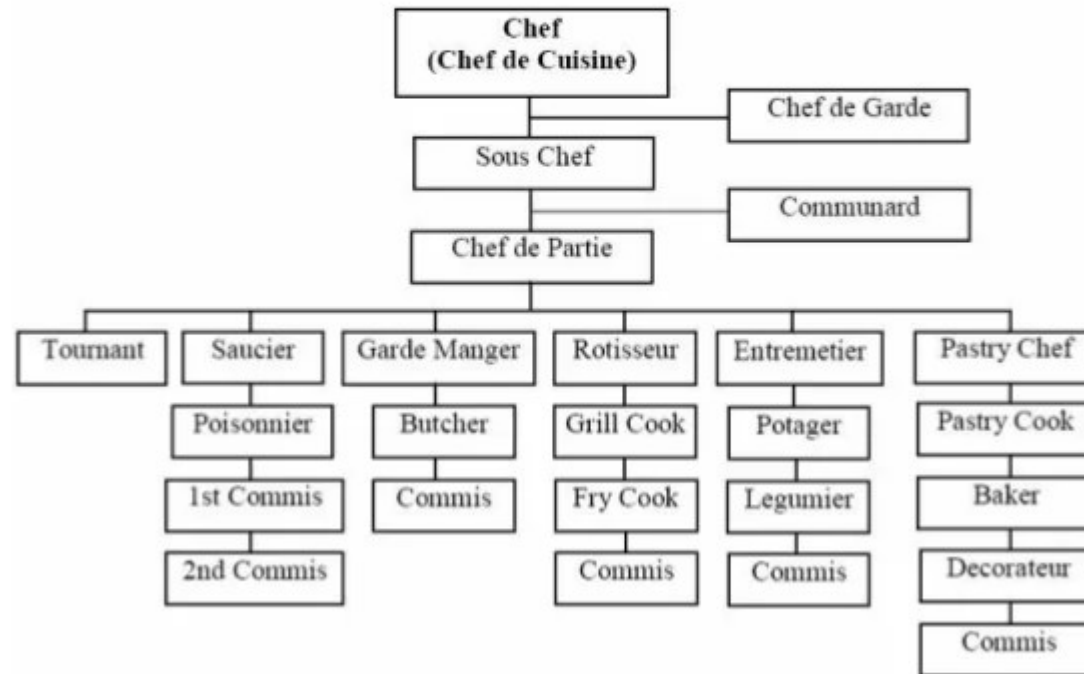 Chef
(Chef de Cuisine)
Chef de Garde
Sous Chef
Communard
Chef de Partie
Tournant
Saucier
Garde Manger
Rotisseur
Entremetier
Pastry Chef
Poisonnier
Butcher
Grill Cook
Potager
Pastry Cook
1st Commis
Commis
Fry Cook
Legumier
Baker
2nd Commis
Commis
Commis
Decorateur
Commis